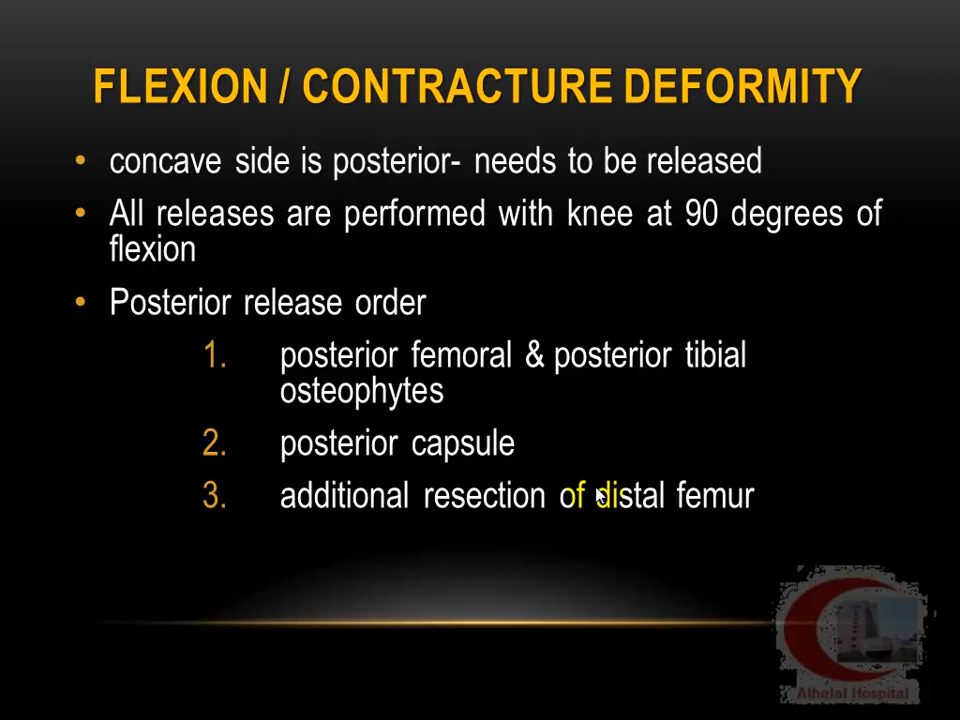 FLEXION / CONTRACTURE DEFORMITY
• concave side is posterior- needs to be released
• All releases are performed with knee at 90 degrees of
flexion
• Posterior release order
1. posterior femoral & posterior tibial
osteophytes
2. posterior capsule
3. additional resection of distal femur
Alhelal Hospital